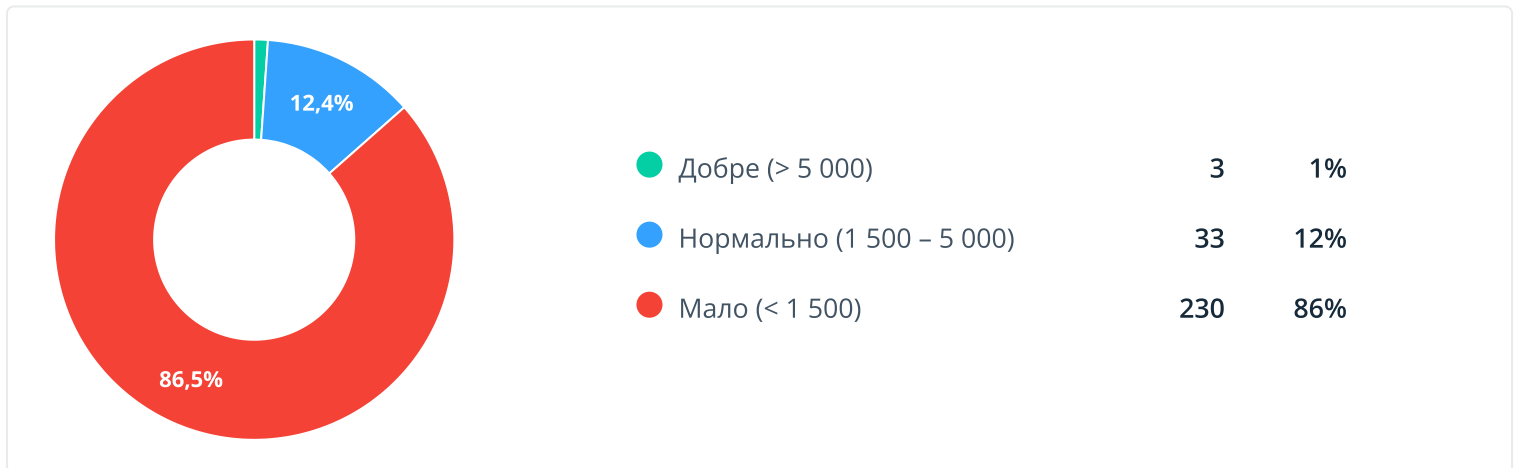 12,4%
86,5%
Добре (> 5 000) 3 1%
Нормально (1 500 – 5 000) 33 12%
Мало (< 1 500) 230 86%